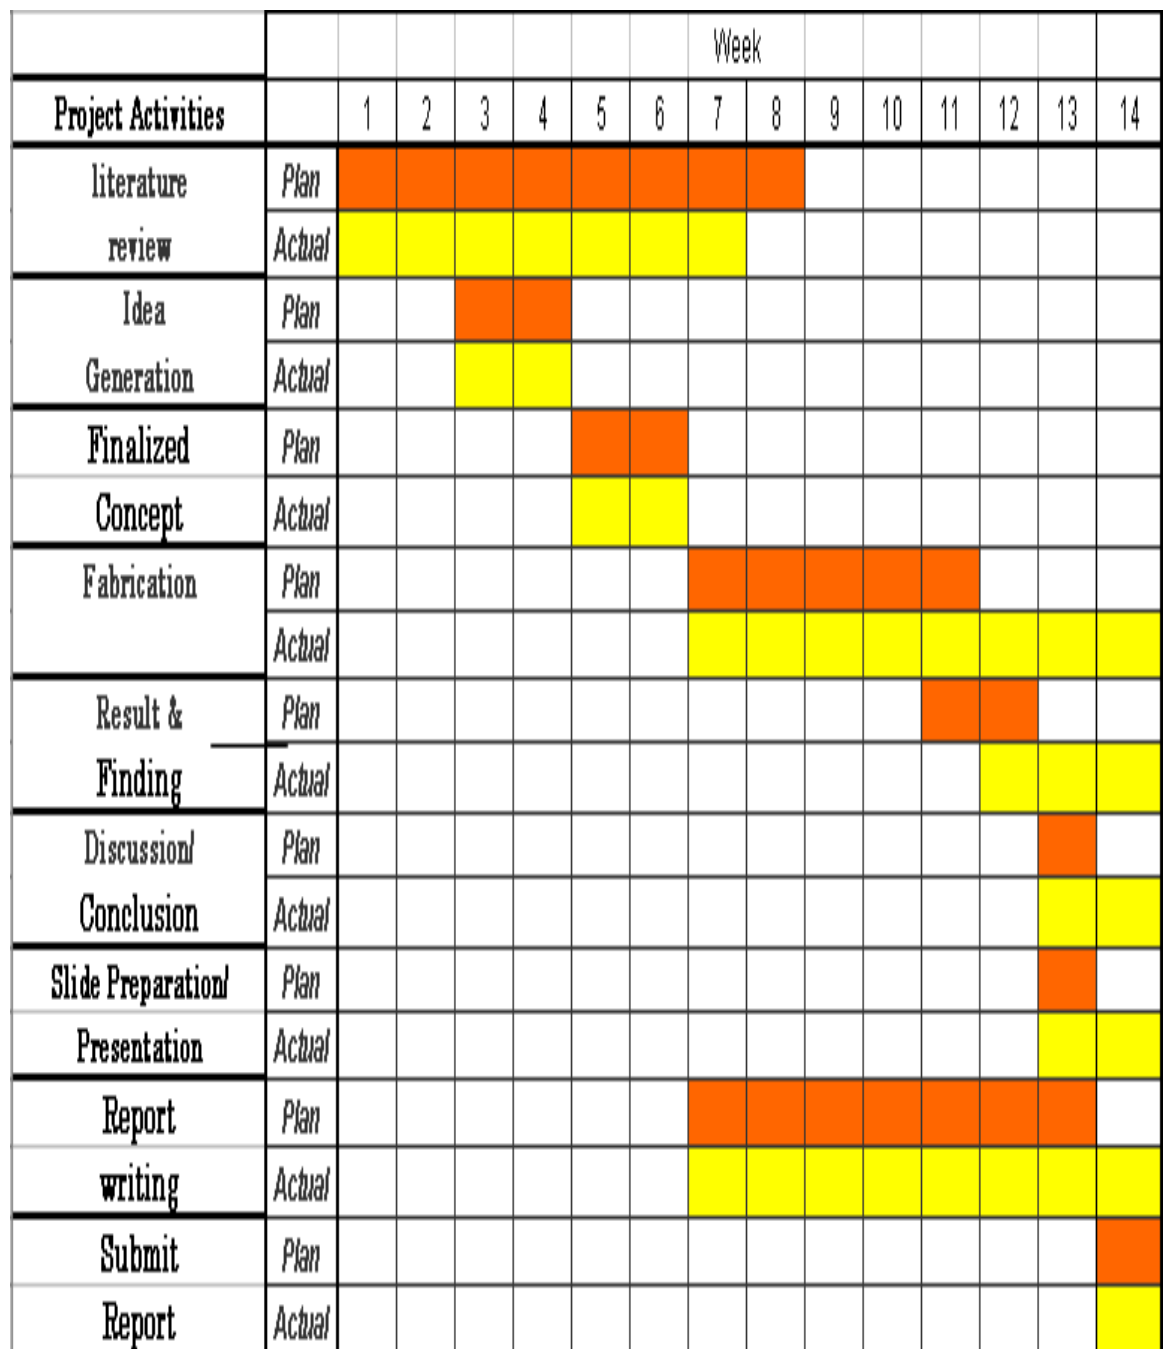 Week
Project Activities 1 2 3 4 5 6 7 8 9 10 11 12 13 14
literature Plan
review Actual
Idea Plan
Generation Actual
Finalized Plan
Concept Actual
Fabrication Plan
Actual
Result & Plan
Finding Actual
Discussion/ Plan
Conclusion Actual
Slide Preparation/ Plan
Presentation Actual
Report Plan
writing Actual
Submit Plan
Report Actual